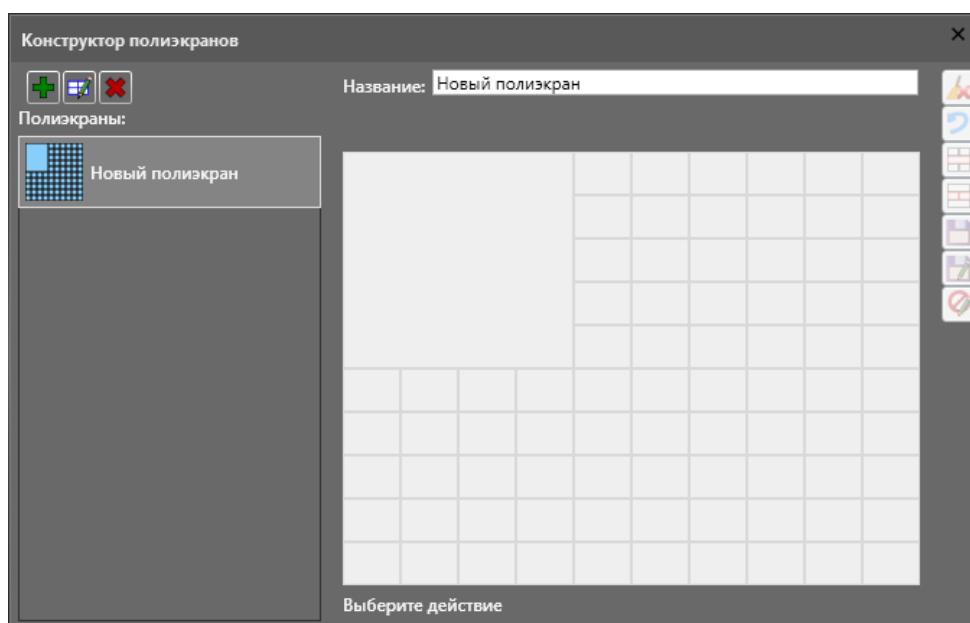 Конструктор полиэкранов
Название: Новый полиэкран
Полиэкраны:
Новый полиэкран
Выберите действие